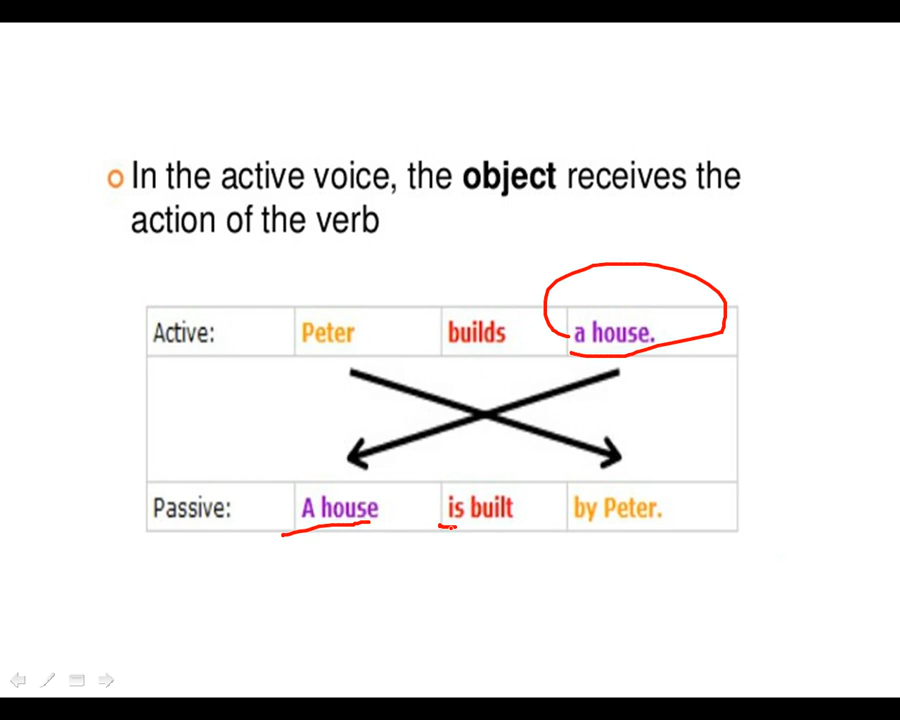 In the active voice, the object receives the
action of the verb
Active: Peter builds a house.
Passive: A house is built by Peter.